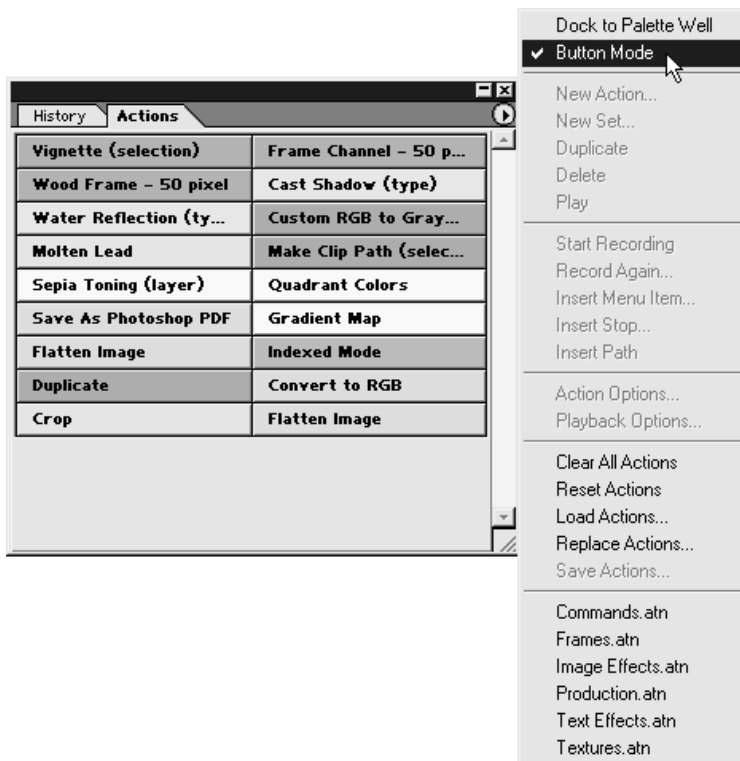 History
Actions
Vignette (selection)
Frame Channel - 50 p...
Wood Frame - 50 pixel
Cast Shadow (type)
Water Reflection (ty...
Custom RGB to Gray...
Molten Lead
Make Clip Path (selec...
Sepia Toning (layer)
Quadrant Colors
Save As Photoshop PDF
Gradient Map
Flatten Image
Indexed Mode
Duplicate
Convert to RGB
Crop
Flatten Image
Dock to Palette Well
Button Mode
New Action...
New Set...
Duplicate
Delete
Play
Start Recording
Record Again...
Insert Menu Item...
Insert Stop...
Insert Path
Action Options...
Playback Options...
Clear All Actions
Reset Actions
Load Actions...
Replace Actions...
Save Actions...
Commands.atn
Frames.atn
Image Effects.atn
Production.atn
Text Effects.atn
Textures.atn